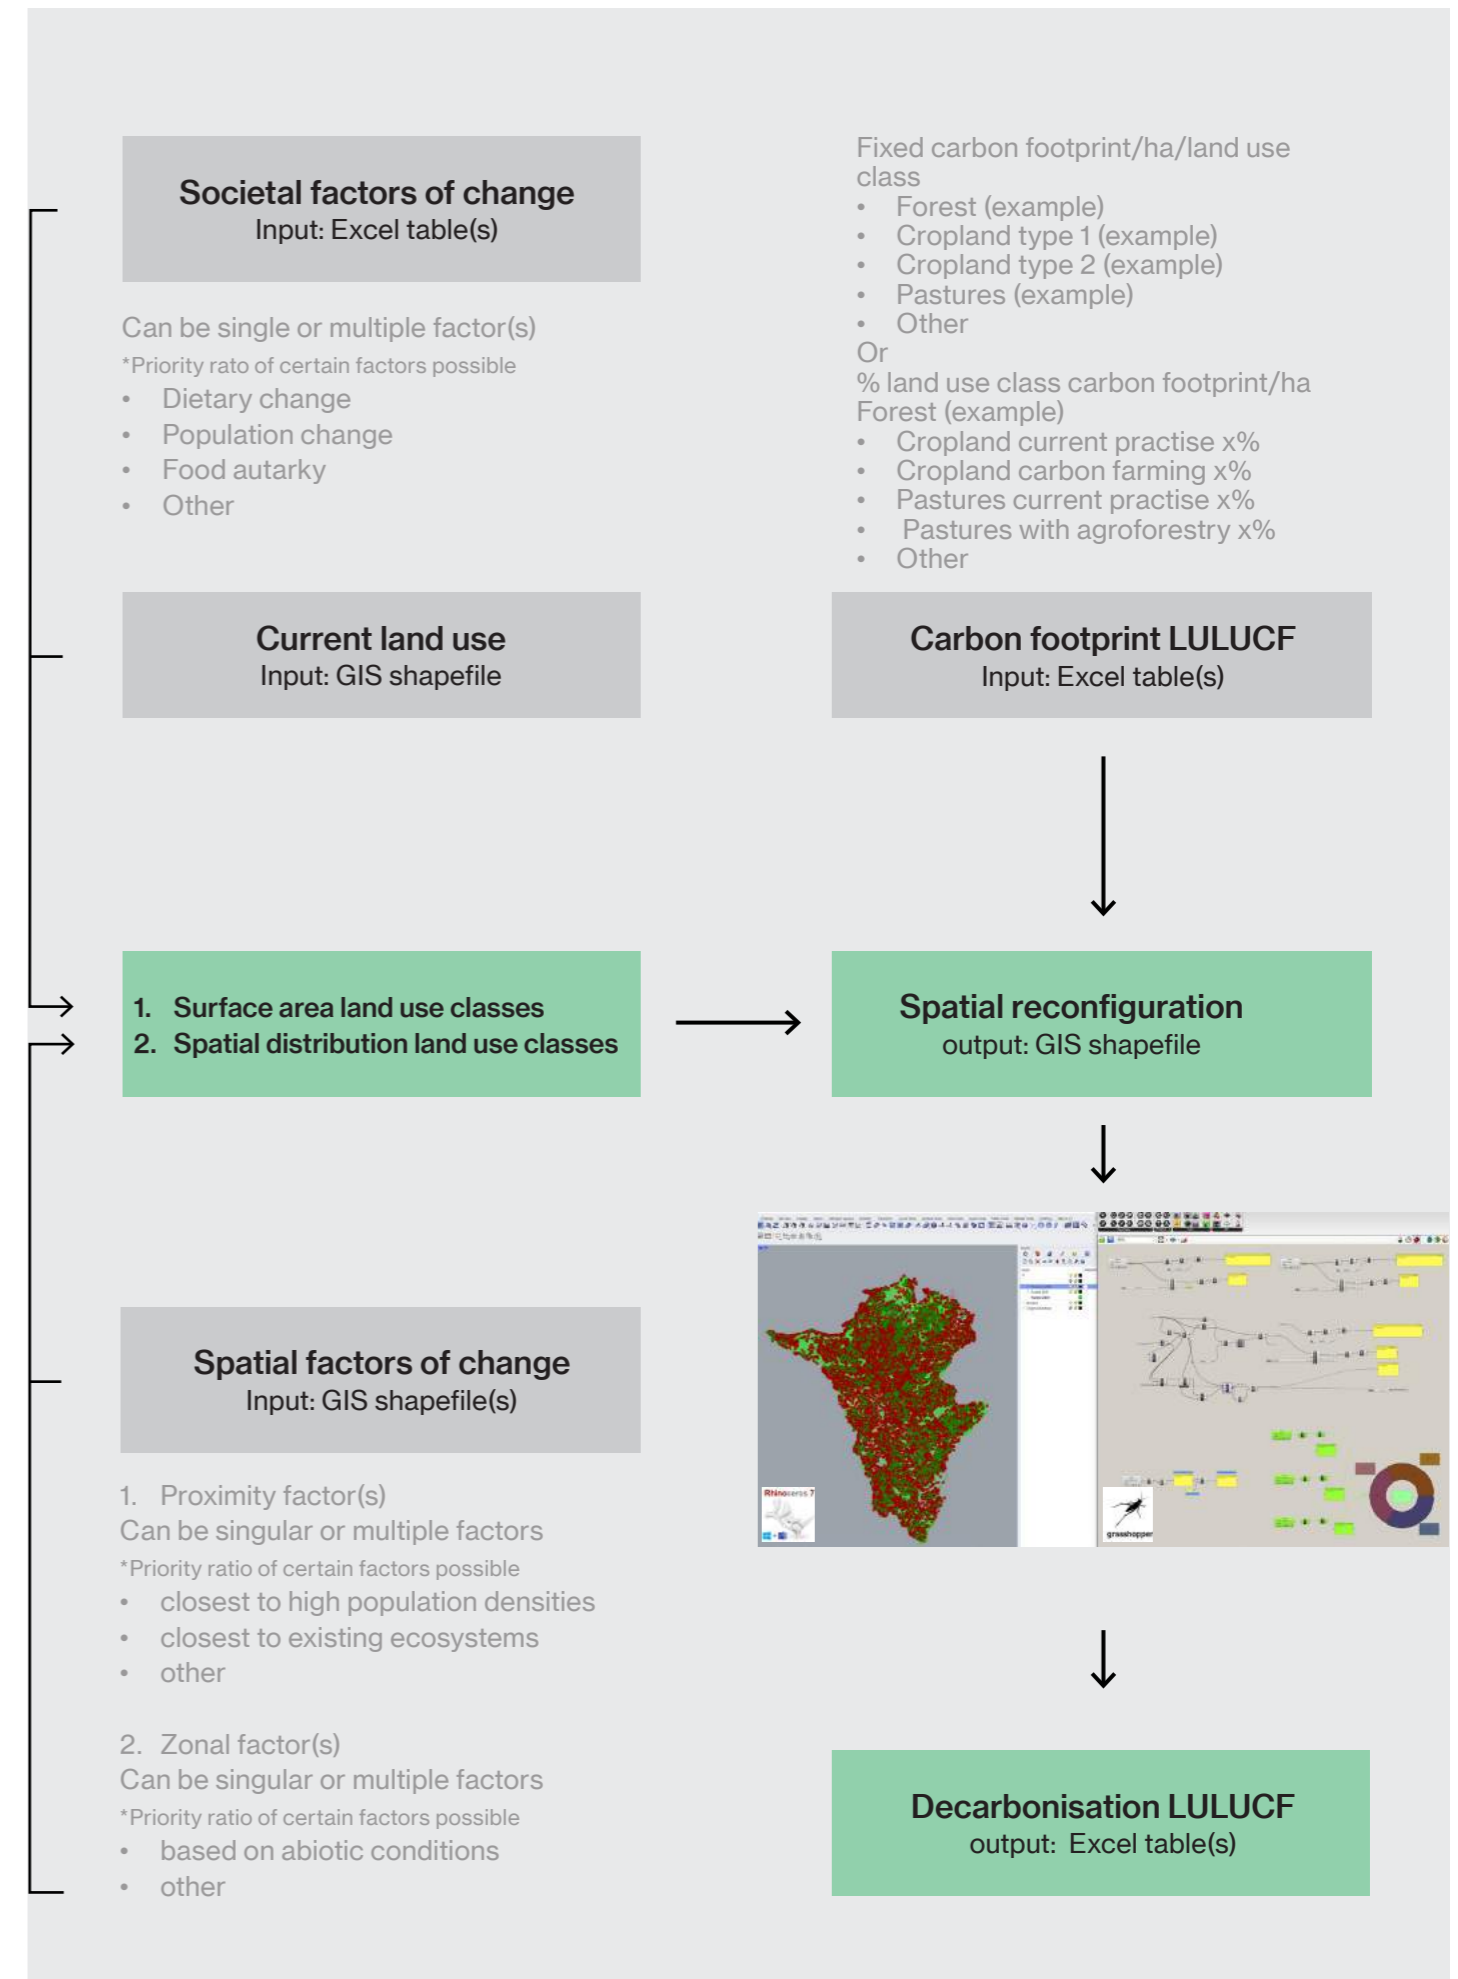 Societal factors of change
Input: Excel table(s)
Can be single or multiple factor(s)
*Priority rato of certain factors possible
• Dietary change
• Population change
• Food autarky
• Other
Fixed carbon footprint/ha/land use
class
• Forest (example)
• Cropland type 1 (example)
• Cropland type 2 (example)
• Pastures (example)
• Other
Or
% land use class carbon footprint/ha
Forest (example)
• Cropland current practise x%
• Cropland carbon farming x%
• Pastures current practise x%
• Pastures with agroforestry x%
• Other
Current land use
Input: GIS shapefile
Carbon footprint LULUCF
Input: Excel table(s)
1. Surface area land use classes
2. Spatial distribution land use classes
Spatial reconfiguration
output: GIS shapefile
Spatial factors of change
Input: GIS shapefile(s)
1. Proximity factor(s)
Can be singular or multiple factors
*Priority ratio of certain factors possible
• closest to high population densities
• closest to existing ecosystems
• other
2. Zonal factor(s)
Can be singular or multiple factors
*Priority ratio of certain factors possible
• based on abiotic conditions
• other
Rhinoceros 7
grasshopper
Decarbonisation LULUCF
output: Excel table(s)